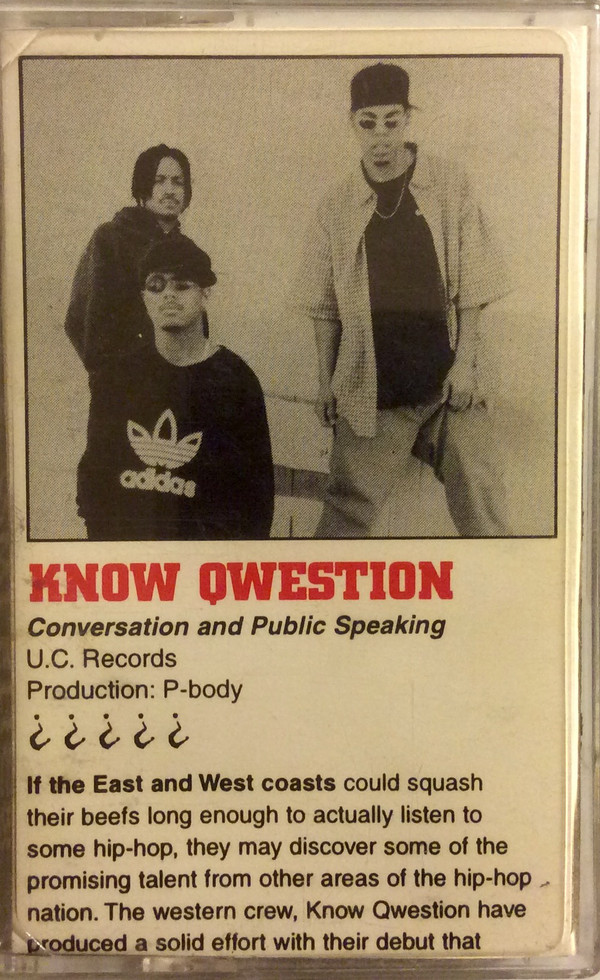 adidas
KNOW QWESTION
Conversation and Public Speaking
U.C. Records
Production: P-body
¿ ¿ ¿ ¿ ¿
If the East and West coasts could squash
their beefs long enough to actually listen to
some hip-hop, they may discover some of the
promising talent from other areas of the hip-hop
nation. The western crew, Know Qwestion have
produced a solid effort with their debut that